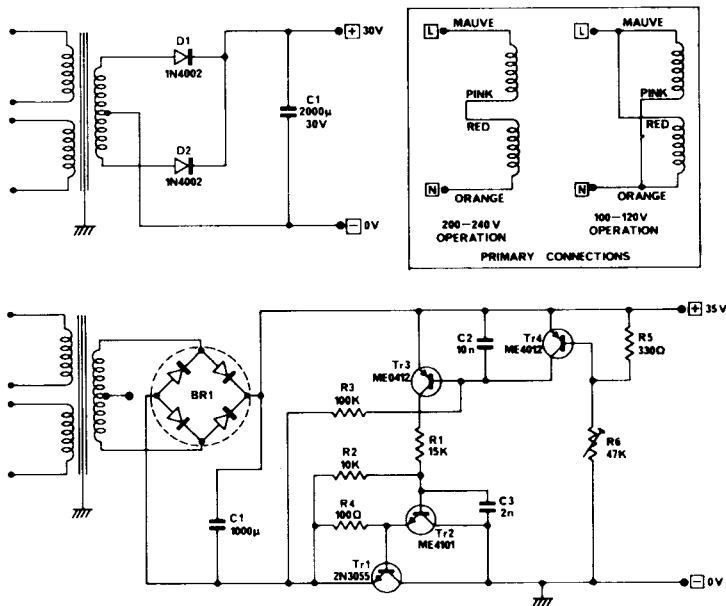 D1
1N4002
+ 30V
C1
2000µ
30V
D2
1N4002
− 0V
L MAUVE
PINK
RED
N
ORANGE
200−240 V
OPERATION
L MAUVE
PINK
RED
N
ORANGE
100−120V
OPERATION
PRIMARY CONNECTIONS
+ 35V
BR1
C1
1000µ
R3
100K
R2
10K
R4
100Ω
Tr1
2N3055
Tr3
ME0412
R1
15K
C2
10n
Tr4
ME4012
R5
330Ω
R6
47K
C3
2n
Tr2
ME4101
− 0V